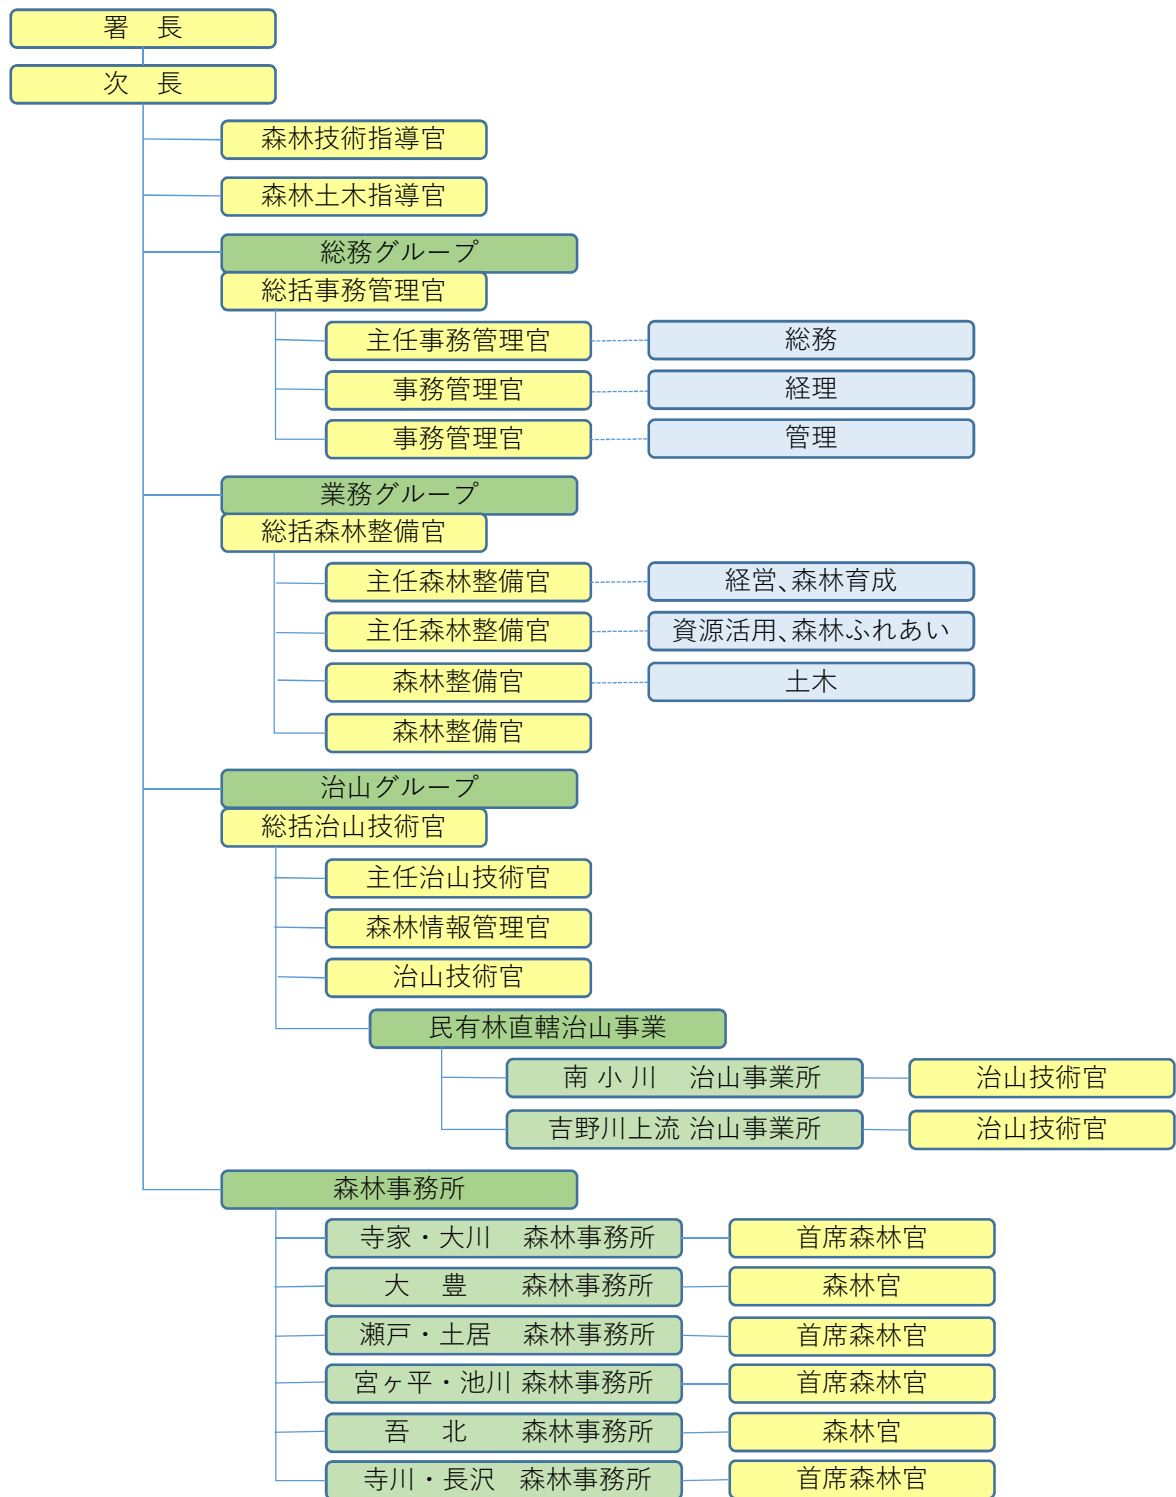 署　長
次　長
森林技術指導官
森林土木指導官
総務グループ
総括事務管理官
主任事務管理官 総務
事務管理官 経理
事務管理官 管理
業務グループ
総括森林整備官
主任森林整備官 経営、森林育成
主任森林整備官 資源活用、森林ふれあい
森林整備官 土木
森林整備官
治山グループ
総括治山技術官
主任治山技術官
森林情報管理官
治山技術官
民有林直轄治山事業
南 小 川　治山事業所 治山技術官
吉野川上流 治山事業所 治山技術官
森林事務所
寺家・大川　森林事務所 首席森林官
大　豊　　森林事務所 森林官
瀬戸・土居　森林事務所 首席森林官
宮ヶ平・池川 森林事務所 首席森林官
吾　北　　森林事務所 森林官
寺川・長沢　森林事務所 首席森林官